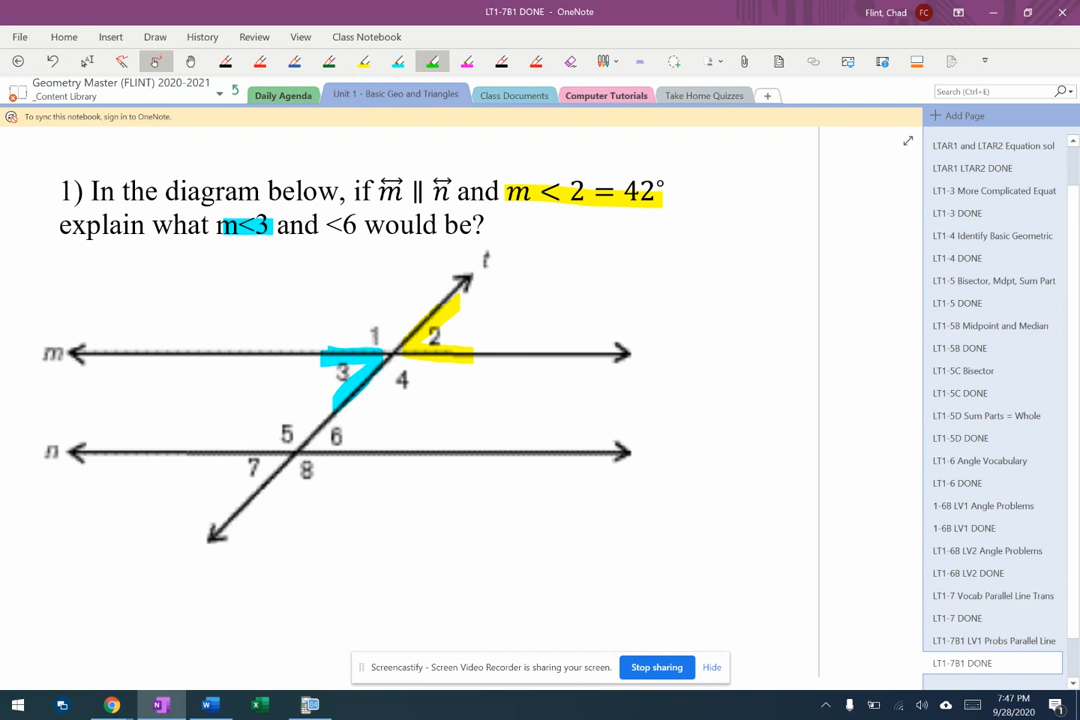 LT1-7B1 DONE - OneNote
Flint, Chad FC
File Home Insert Draw History Review View Class Notebook
Geometry Master (FLINT) 2020-2021
_Content Library
Daily Agenda Unit 1 - Basic Geo and Triangles Class Documents Computer Tutorials Take Home Quizzes +
Search (Ctrl+E)
To sync this notebook, sign in to OneNote.
Add Page
1) In the diagram below, if m ∥ n and m < 2 = 42°
explain what m<3 and <6 would be?
t
1
2
m
3
4
5
6
n
7
8
LTAR1 and LTAR2 Equation sol
LTAR1 LTAR2 DONE
LT1-3 More Complicated Equat
LT1-3 DONE
LT1-4 Identify Basic Geometric
LT1-4 DONE
LT1-5 Bisector, Mdpt, Sum Part
LT1-5 DONE
LT1-5B Midpoint and Median
LT1-5B DONE
LT1-5C Bisector
LT1-5C DONE
LT1-5D Sum Parts = Whole
LT1-5D DONE
LT1-6 Angle Vocabulary
LT1-6 DONE
1-6B LV1 Angle Problems
1-6B LV1 DONE
LT1-6B LV2 Angle Problems
LT1-6B LV2 DONE
LT1-7 Vocab Parallel Line Trans
LT1-7 DONE
LT1-7B1 LV1 Probs Parallel Line
LT1-7B1 DONE
Screencastify - Screen Video Recorder is sharing your screen. Stop sharing Hide
7:47 PM
9/28/2020